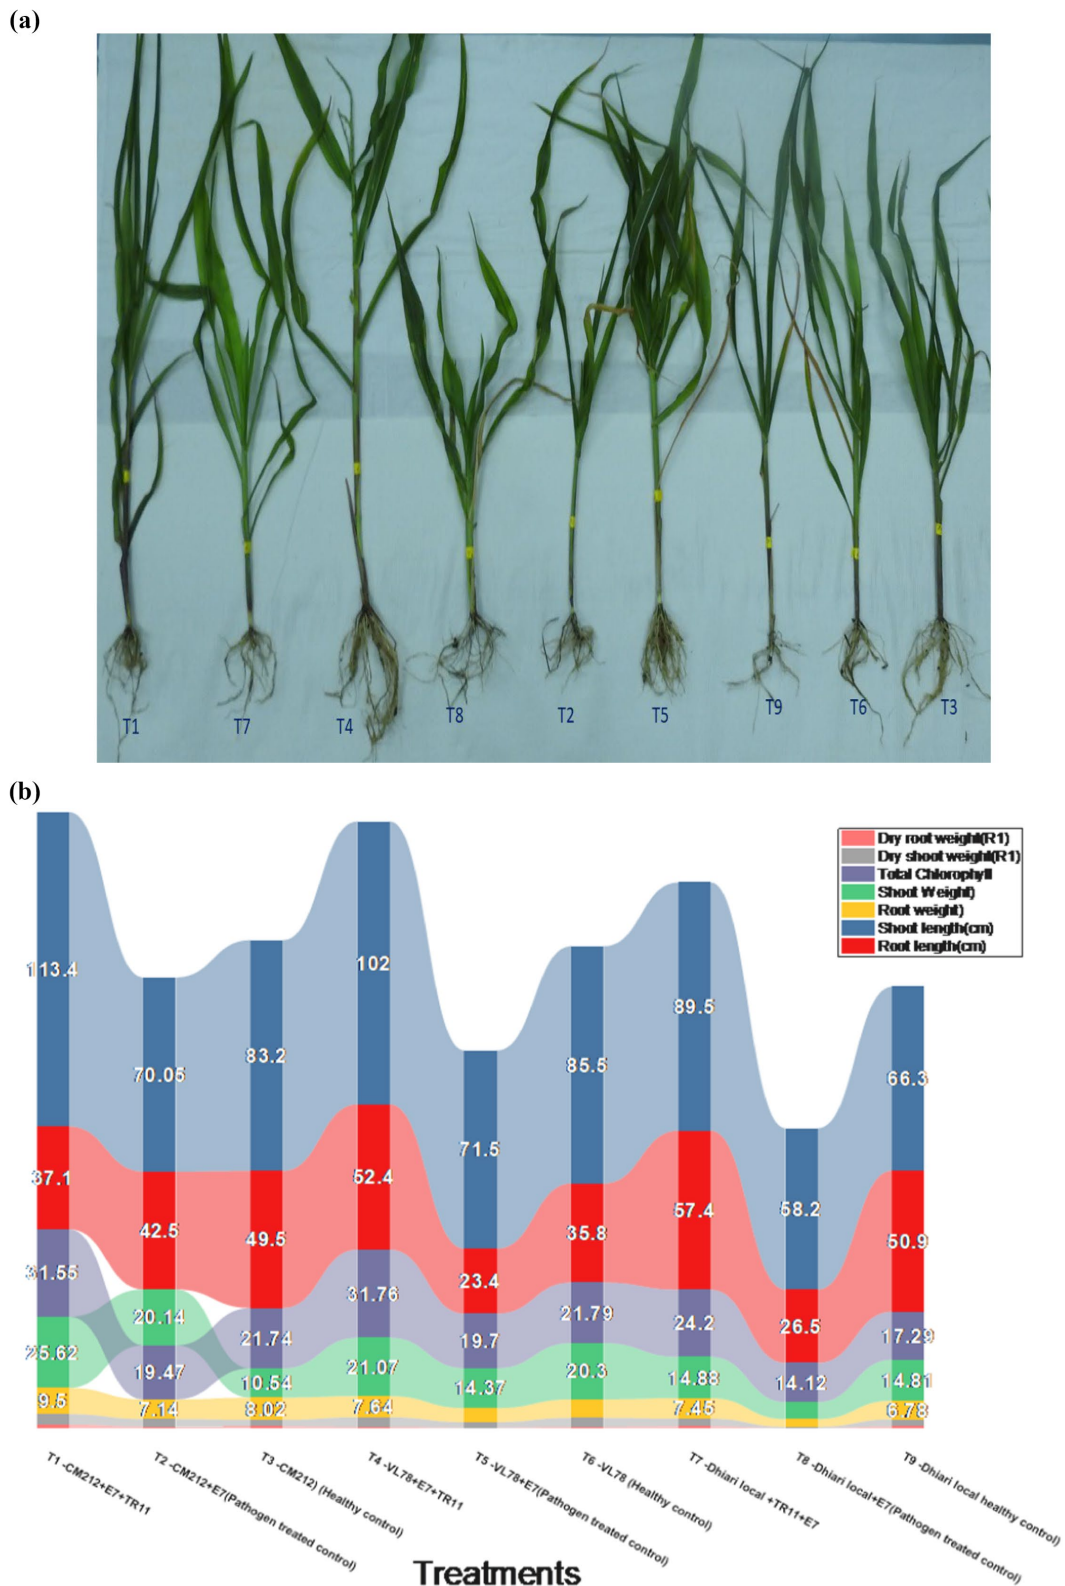 (a)
T1 T7 T4 T8 T2 T5 T9 T6 T3
(b)
Dry root weight(R1)
Dry shoot weight(R1)
Total Chlorophyll
Shoot Weight)
Root weight)
Shoot length(cm)
Root length(cm)
113.4
37.1
31.55
25.62
9.5
70.05
42.5
20.14
19.47
7.14
83.2
49.5
21.74
10.54
8.02
102
52.4
31.76
21.07
7.64
71.5
23.4
19.7
14.37
85.5
35.8
21.79
20.3
89.5
57.4
24.2
14.88
7.45
58.2
26.5
14.12
66.3
50.9
17.29
14.81
6.78
T1 -CM212+E7+TR11
T2 -CM212+E7(Pathogen treated control)
T3 -CM212) (Healthy control)
T4 -VL78+E7+TR11
T5 -VL78+E7(Pathogen treated control)
T6 -VL78 (Healthy control)
T7 -Dhiari local +TR11+E7
T8 -Dhiari local+E7(Pathogen treated control)
T9 -Dhiari local healthy control)
Treatments